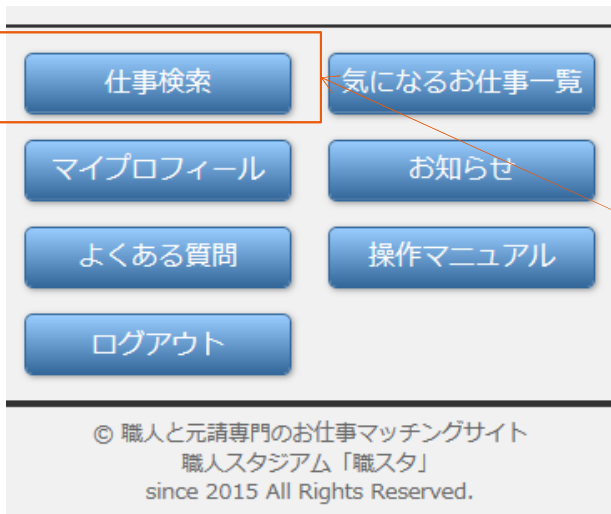 仕事検索
気になるお仕事一覧
マイプロフィール
お知らせ
よくある質問
操作マニュアル
ログアウト
© 職人と元請専門のお仕事マッチングサイト
職人スタジアム「職スタ」
since 2015 All Rights Reserved.